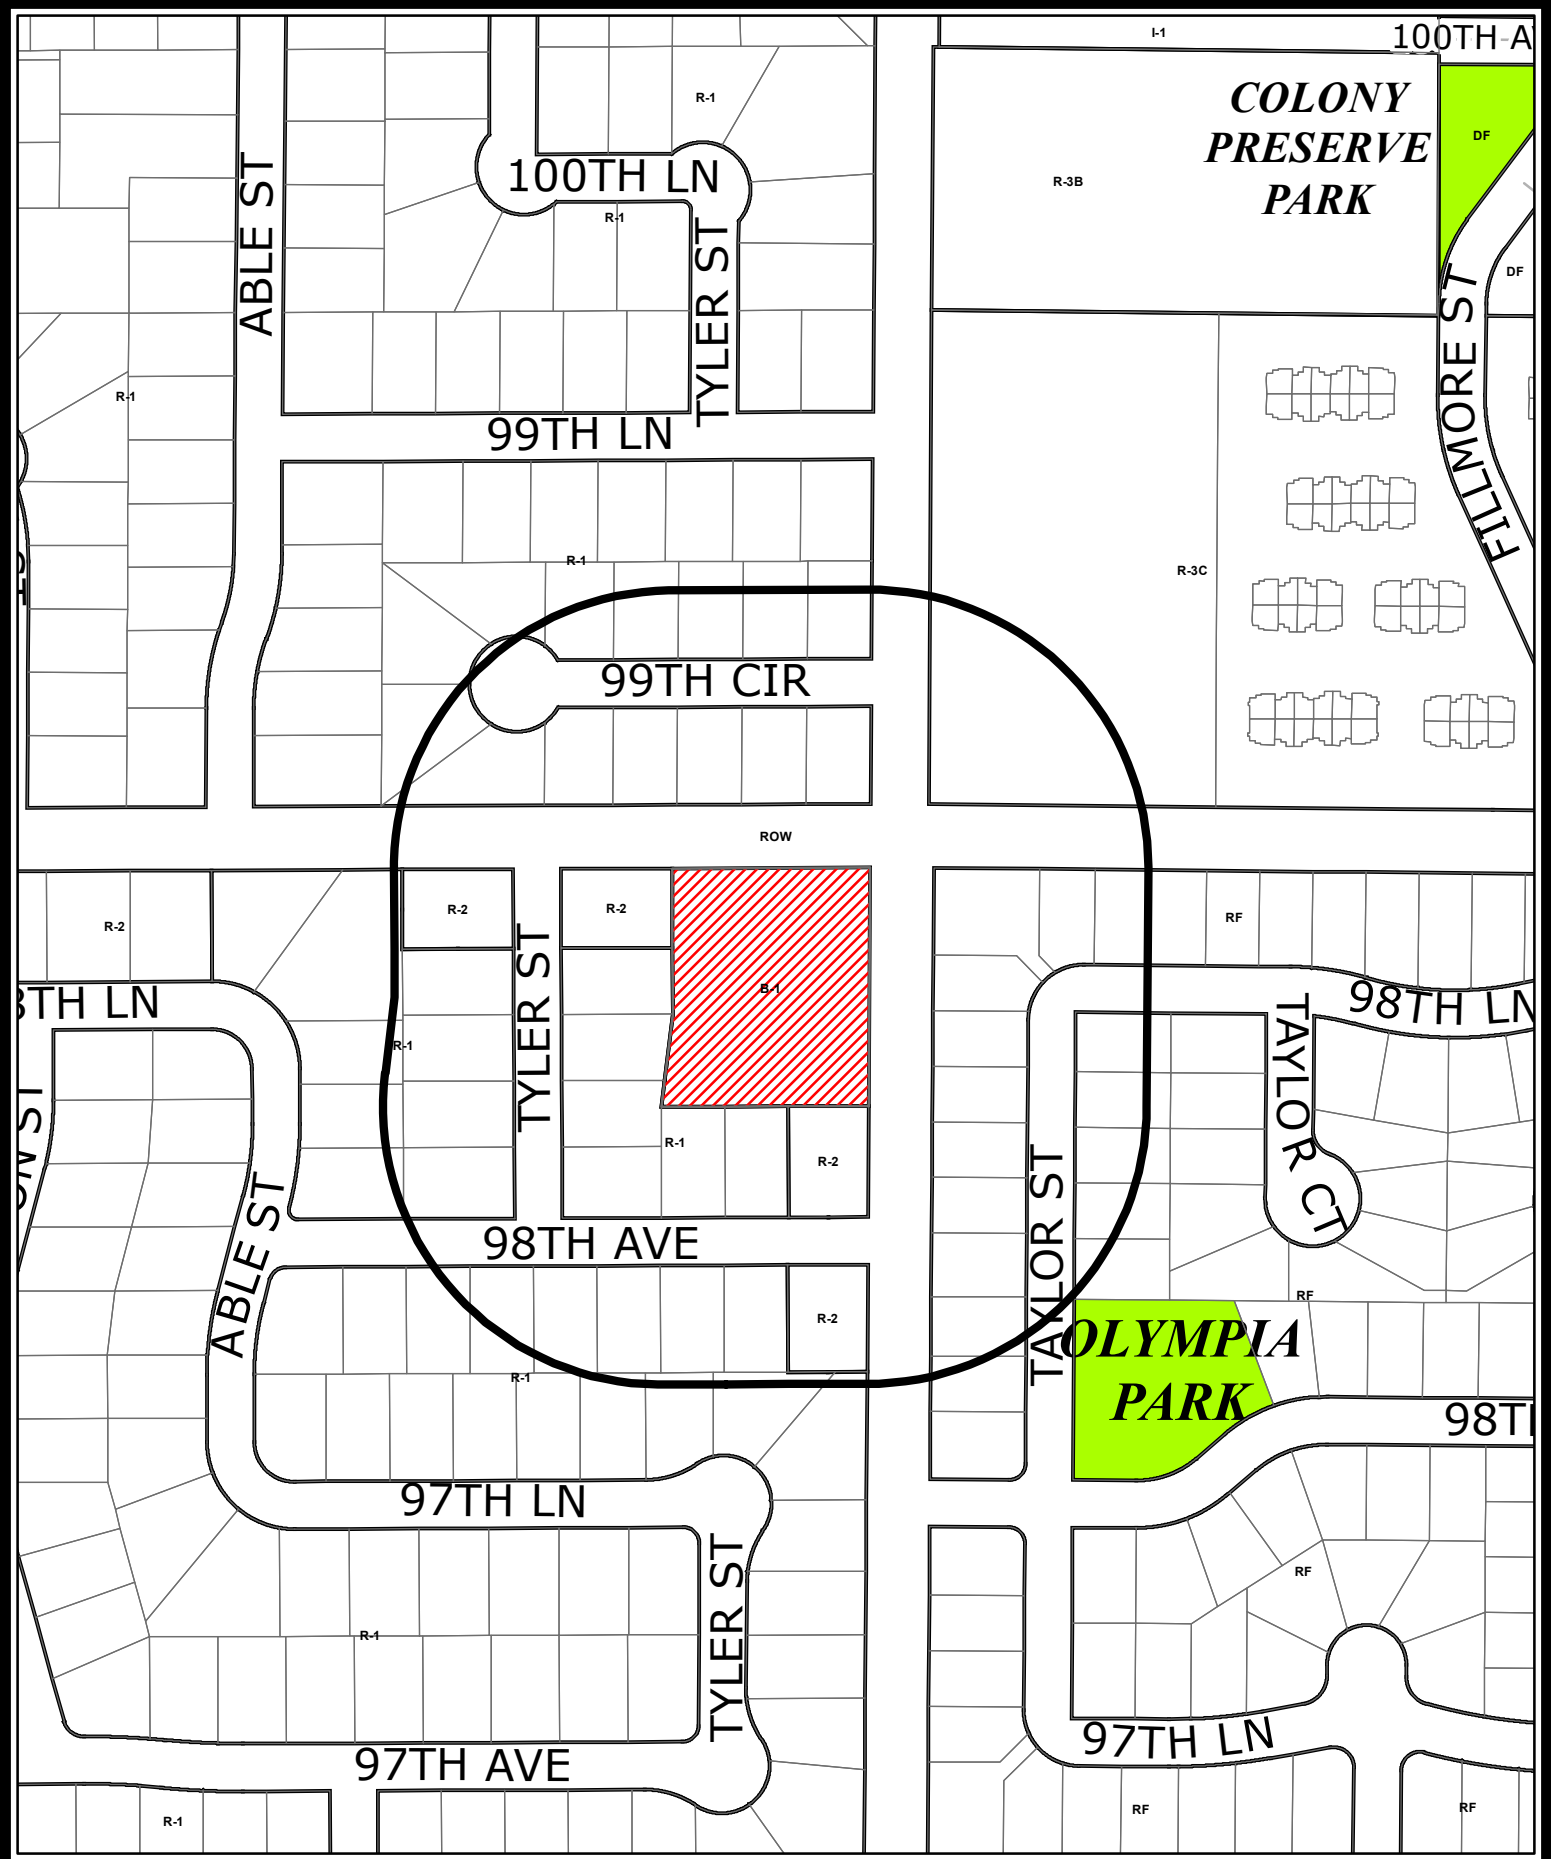 I-1
100TH A
COLONY
PRESERVE
PARK
DF
R-1
R-3B
100TH LN
R-1
ABLE ST
TYLER ST
DF
FILLMORE ST
R-1
99TH LN
R-1
R-3C
ST
99TH CIR
ROW
R-2
R-2
R-2
RF
B-1
TYLER ST
TH LN
98TH LN
TAYLOR CT
R-1
R-1
R-2
ON ST
TAYLOR ST
98TH AVE
ABLE ST
RF
R-2
OLYMPIA
PARK
R-1
98T
97TH LN
RF
TYLER ST
R-1
97TH LN
97TH AVE
R-1
RF
RF